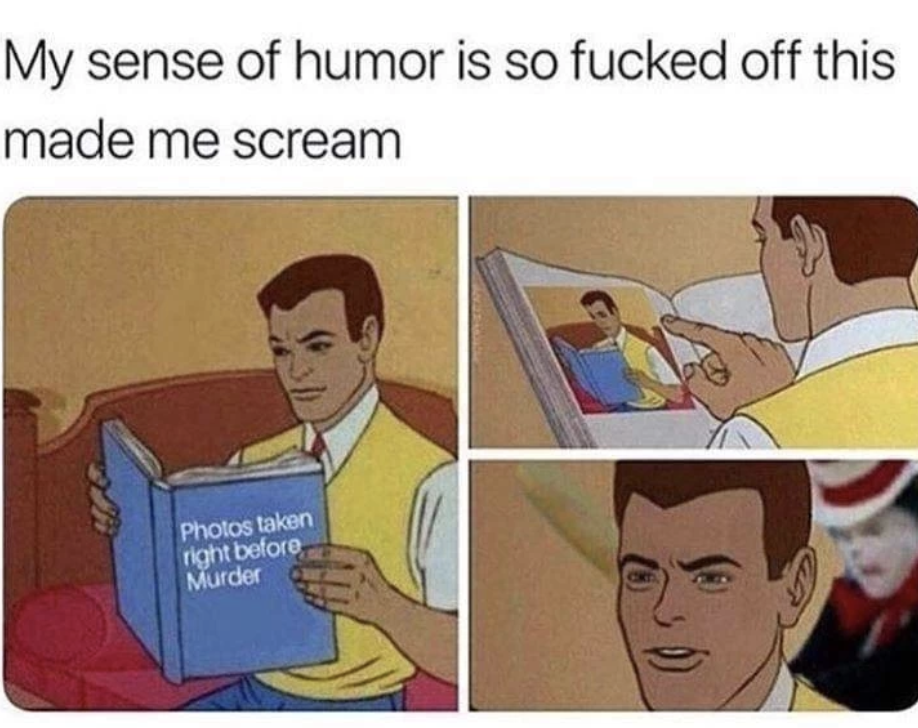 My sense of humor is so fucked off this
made me scream
Photos taken
right before
Murder